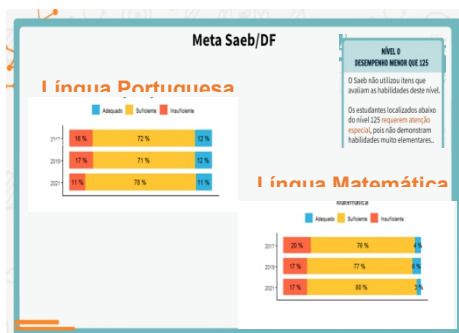 Meta Saeb/DF
NÍVEL 0
DESEMPENHO MENOR QUE 125
O Saeb não utilizou itens que
avaliam as habilidades deste nível.
Os estudantes localizados abaixo
do nível 125 requerem atenção
especial, pois não demonstram
habilidades muito elementares..
Língua Portuguesa
Adequado Suficiente Insuficiente
2017 16 % 72 % 12 %
2019 17 % 71 % 12 %
2021 11 % 78 % 11 %
Língua Matemática
Matemática
Adequado Suficiente Insuficiente
2017 20 % 76 % 4 %
2019 17 % 77 % 6 %
2021 17 % 80 % 3 %